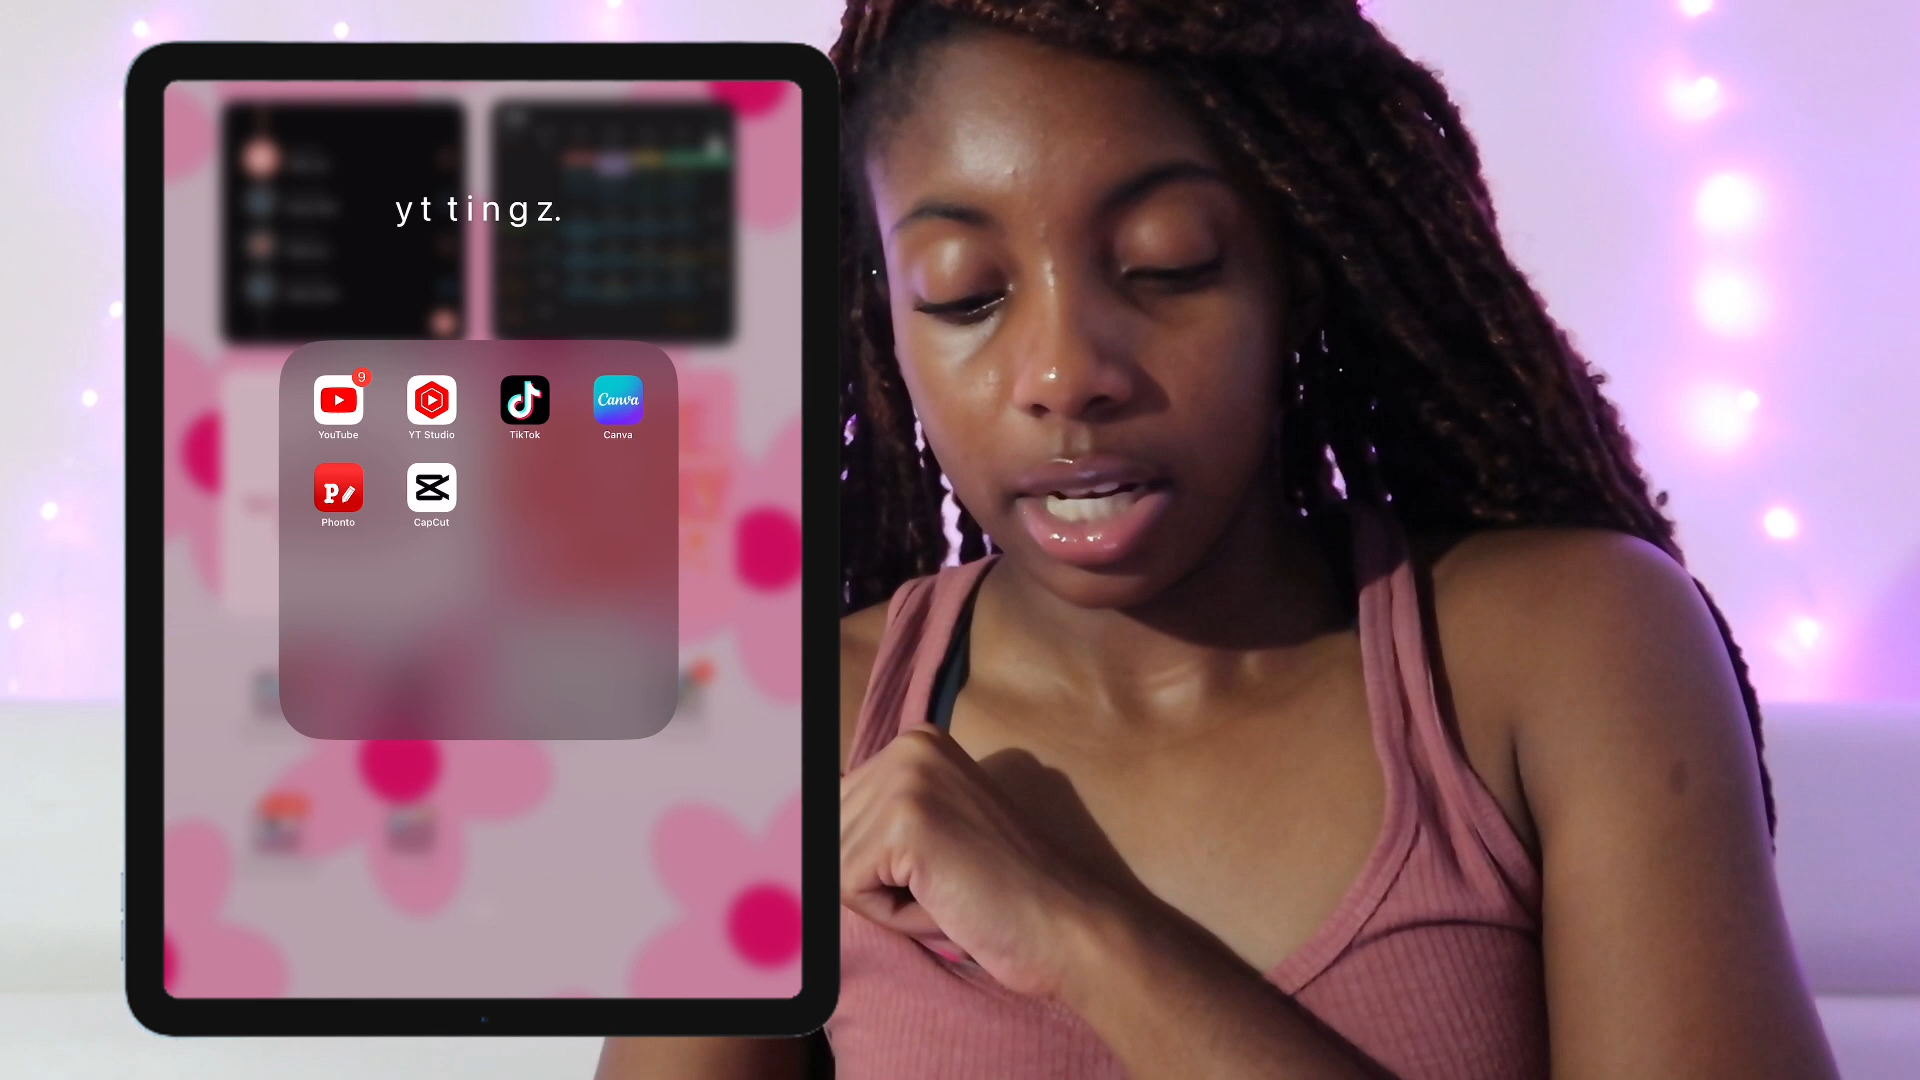 yt tingz.
9
YouTube
YT Studio
TikTok
Canva
Canva
P
Phonto
CapCut